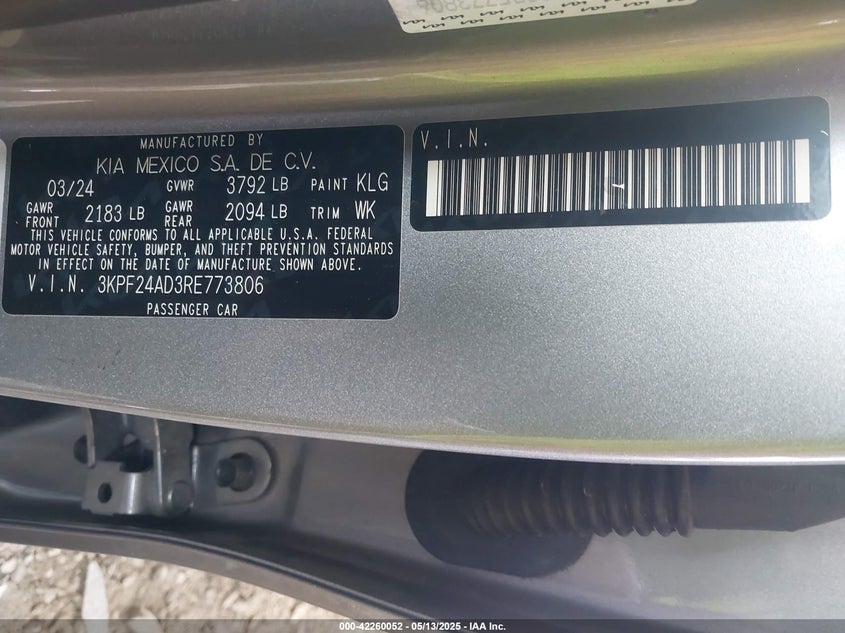 MANUFACTURED BY
KIA MEXICO S.A. DE C.V.
03/24 GVWR 3792 LB PAINT KLG
GAWR FRONT 2183 LB GAWR REAR 2094 LB TRIM WK
THIS VEHICLE CONFORMS TO ALL APPLICABLE U.S.A. FEDERAL
MOTOR VEHICLE SAFETY, BUMPER, AND THEFT PREVENTION STANDARDS
IN EFFECT ON THE DATE OF MANUFACTURE SHOWN ABOVE.
V.I.N. 3KPF24AD3RE773806
PASSENGER CAR
V.I.N.
000-42260052 - 05/13/2025 - IAA Inc.